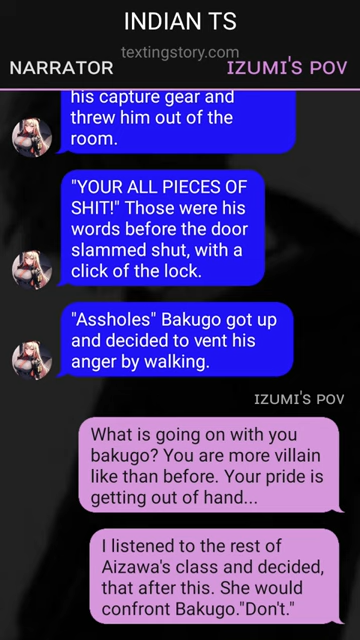 INDIAN TS
textingstory.com
NARRATOR IZUMI'S POV
his capture gear and
threw him out of the
room.
"YOUR ALL PIECES OF
SHIT!" Those were his
words before the door
slammed shut, with a
click of the lock.
"Assholes" Bakugo got up
and decided to vent his
anger by walking.
IZUMI'S POV
What is going on with you
bakugo? You are more villain
like than before. Your pride is
getting out of hand...
I listened to the rest of
Aizawa's class and decided,
that after this. She would
confront Bakugo."Don't."